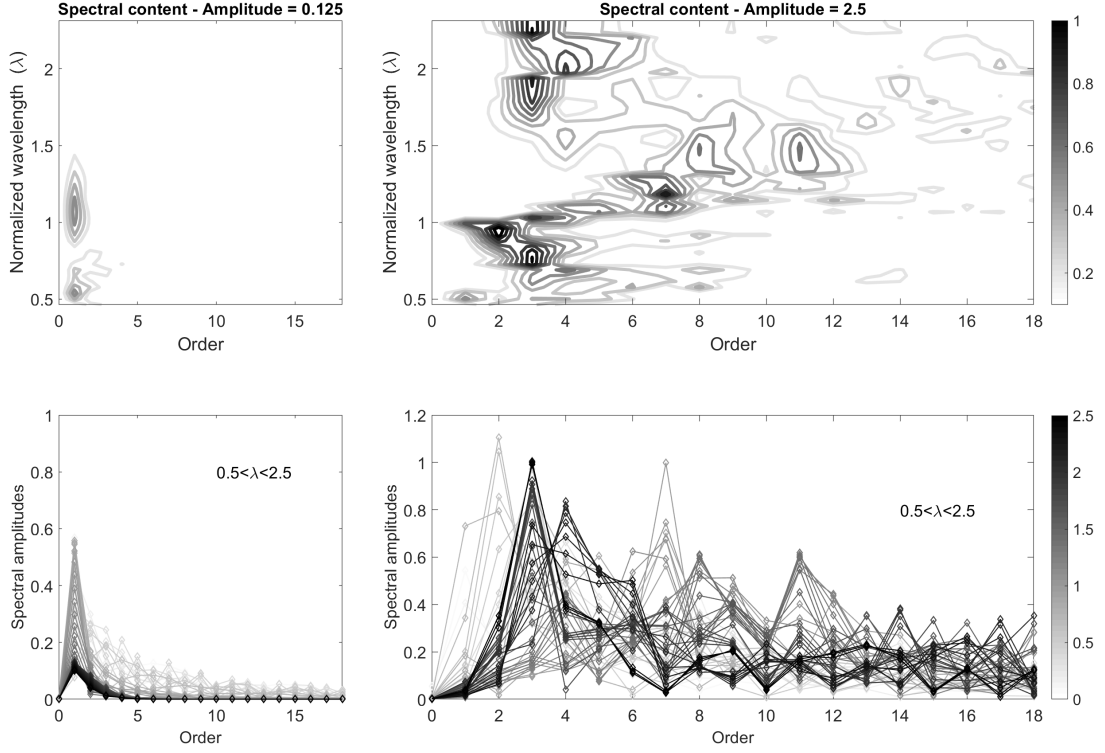 Spectral content - Amplitude = 0.125
Spectral content - Amplitude = 2.5
Normalized wavelength (λ)
2
1.5
1
0.5
0 5 10 15
Order
Normalized wavelength (λ)
2
1.5
1
0.5
0 2 4 6 8 10 12 14 16 18
Order
1
0.8
0.6
0.4
0.2
Spectral amplitudes
1
0.8
0.6
0.4
0.2
0
0.5<λ<2.5
0 5 10 15
Order
Spectral amplitudes
1.2
1
0.8
0.6
0.4
0.2
0
0.5<λ<2.5
0 2 4 6 8 10 12 14 16 18
Order
2.5
2
1.5
1
0.5
0